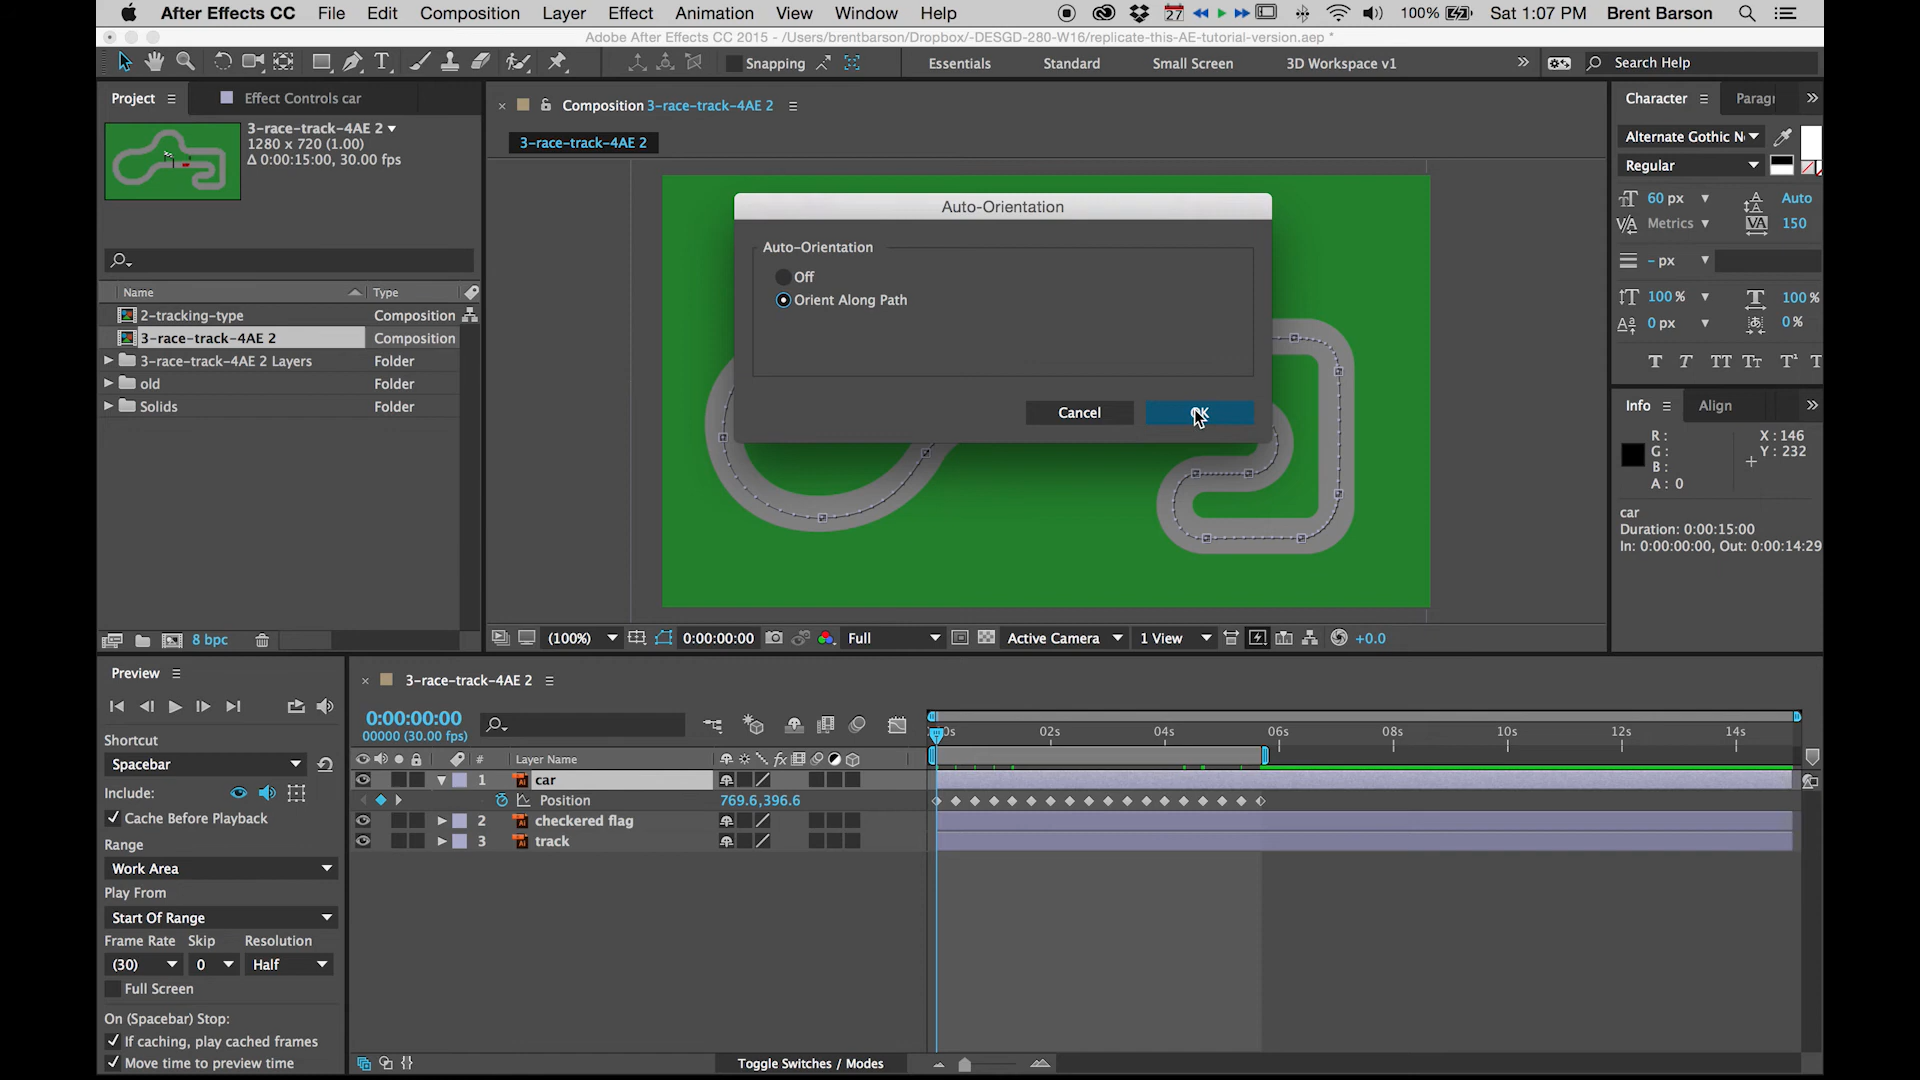 After Effects CC File Edit Composition Layer Effect Animation View Window Help 27 100% Sat 1:07 PM Brent Barson
Adobe After Effects CC 2015 - /Users/brentbarson/Dropbox/-DESGD-280-W16/replicate-this-AE-tutorial-version.aep *
Snapping Essentials Standard Small Screen 3D Workspace v1 Search Help
Project Effect Controls car
3-race-track-4AE 2
1280 x 720 (1.00)
Δ 0:00:15:00, 30.00 fps
Name Type
2-tracking-type Composition
3-race-track-4AE 2 Composition
3-race-track-4AE 2 Layers Folder
old Folder
Solids Folder
8 bpc
Composition 3-race-track-4AE 2
3-race-track-4AE 2
Auto-Orientation
Auto-Orientation
Off
Orient Along Path
Cancel OK
(100%) 0:00:00:00 Full Active Camera 1 View +0.0
Character Paragr
Alternate Gothic N
Regular
60 px Auto
Metrics 150
- px
100 % 100 %
0 px 0 %
T T TT Tr T¹ T
Info Align
R :
G :
B :
A : 0
X : 146
Y : 232
car
Duration: 0:00:15:00
In: 0:00:00:00, Out: 0:00:14:29
Preview
Shortcut
Spacebar
Include:
Cache Before Playback
Range
Work Area
Play From
Start Of Range
Frame Rate Skip Resolution
(30) 0 Half
Full Screen
On (Spacebar) Stop:
If caching, play cached frames
Move time to preview time
3-race-track-4AE 2
0:00:00:00
00000 (30.00 fps)
# Layer Name
1 car
Position 769.6,396.6
2 checkered flag
3 track
0s 02s 04s 06s 08s 10s 12s 14s
Toggle Switches / Modes